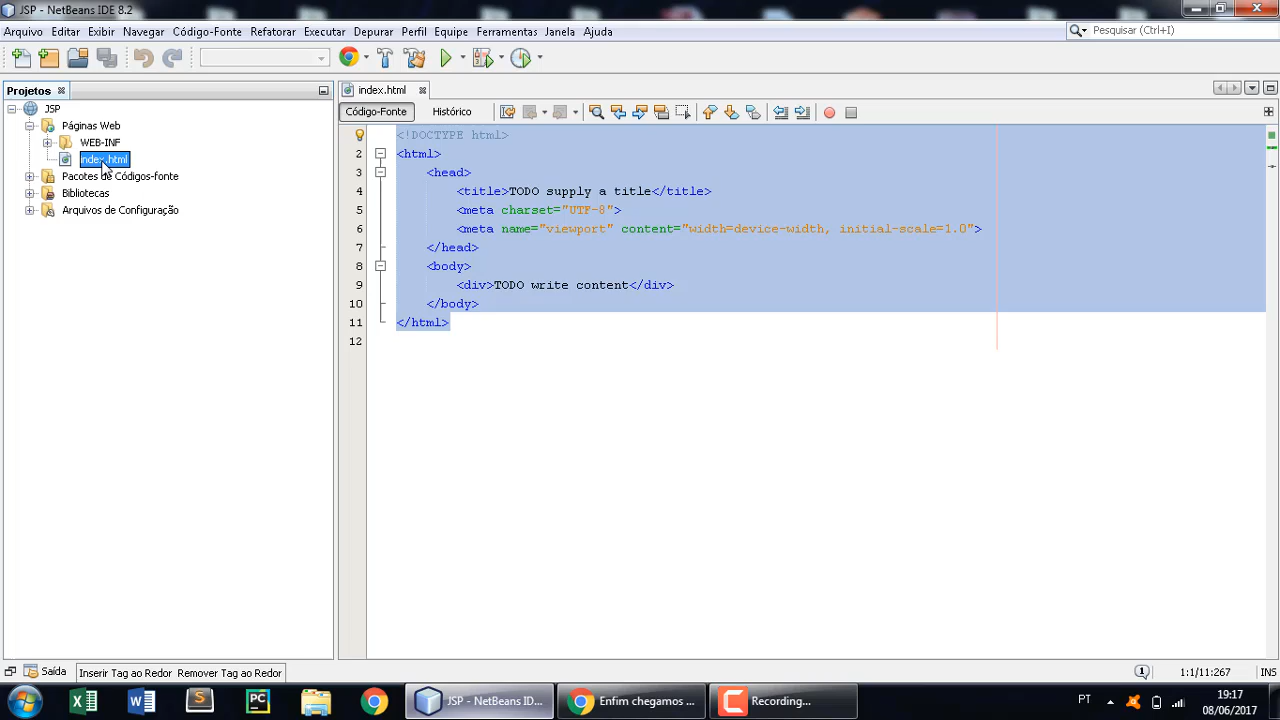 JSP - NetBeans IDE 8.2
Arquivo Editar Exibir Navegar Código-Fonte Refatorar Executar Depurar Perfil Equipe Ferramentas Janela Ajuda
Pesquisar (Ctrl+I)
Projetos
index.html
JSP
Código-Fonte Histórico
Páginas Web
WEB-INF
index.html
Pacotes de Códigos-fonte
Bibliotecas
Arquivos de Configuração
<!DOCTYPE html>
2 <html>
3 <head>
4 <title>TODO supply a title</title>
5 <meta charset="UTF-8">
6 <meta name="viewport" content="width=device-width, initial-scale=1.0">
7 </head>
8 <body>
9 <div>TODO write content</div>
10 </body>
11 </html>
12
Saída Inserir Tag ao Redor Remover Tag ao Redor
1 1:1/11:267 INS
JSP - NetBeans ID... Enfim chegamos ... Recording... PT 19:17
08/06/2017